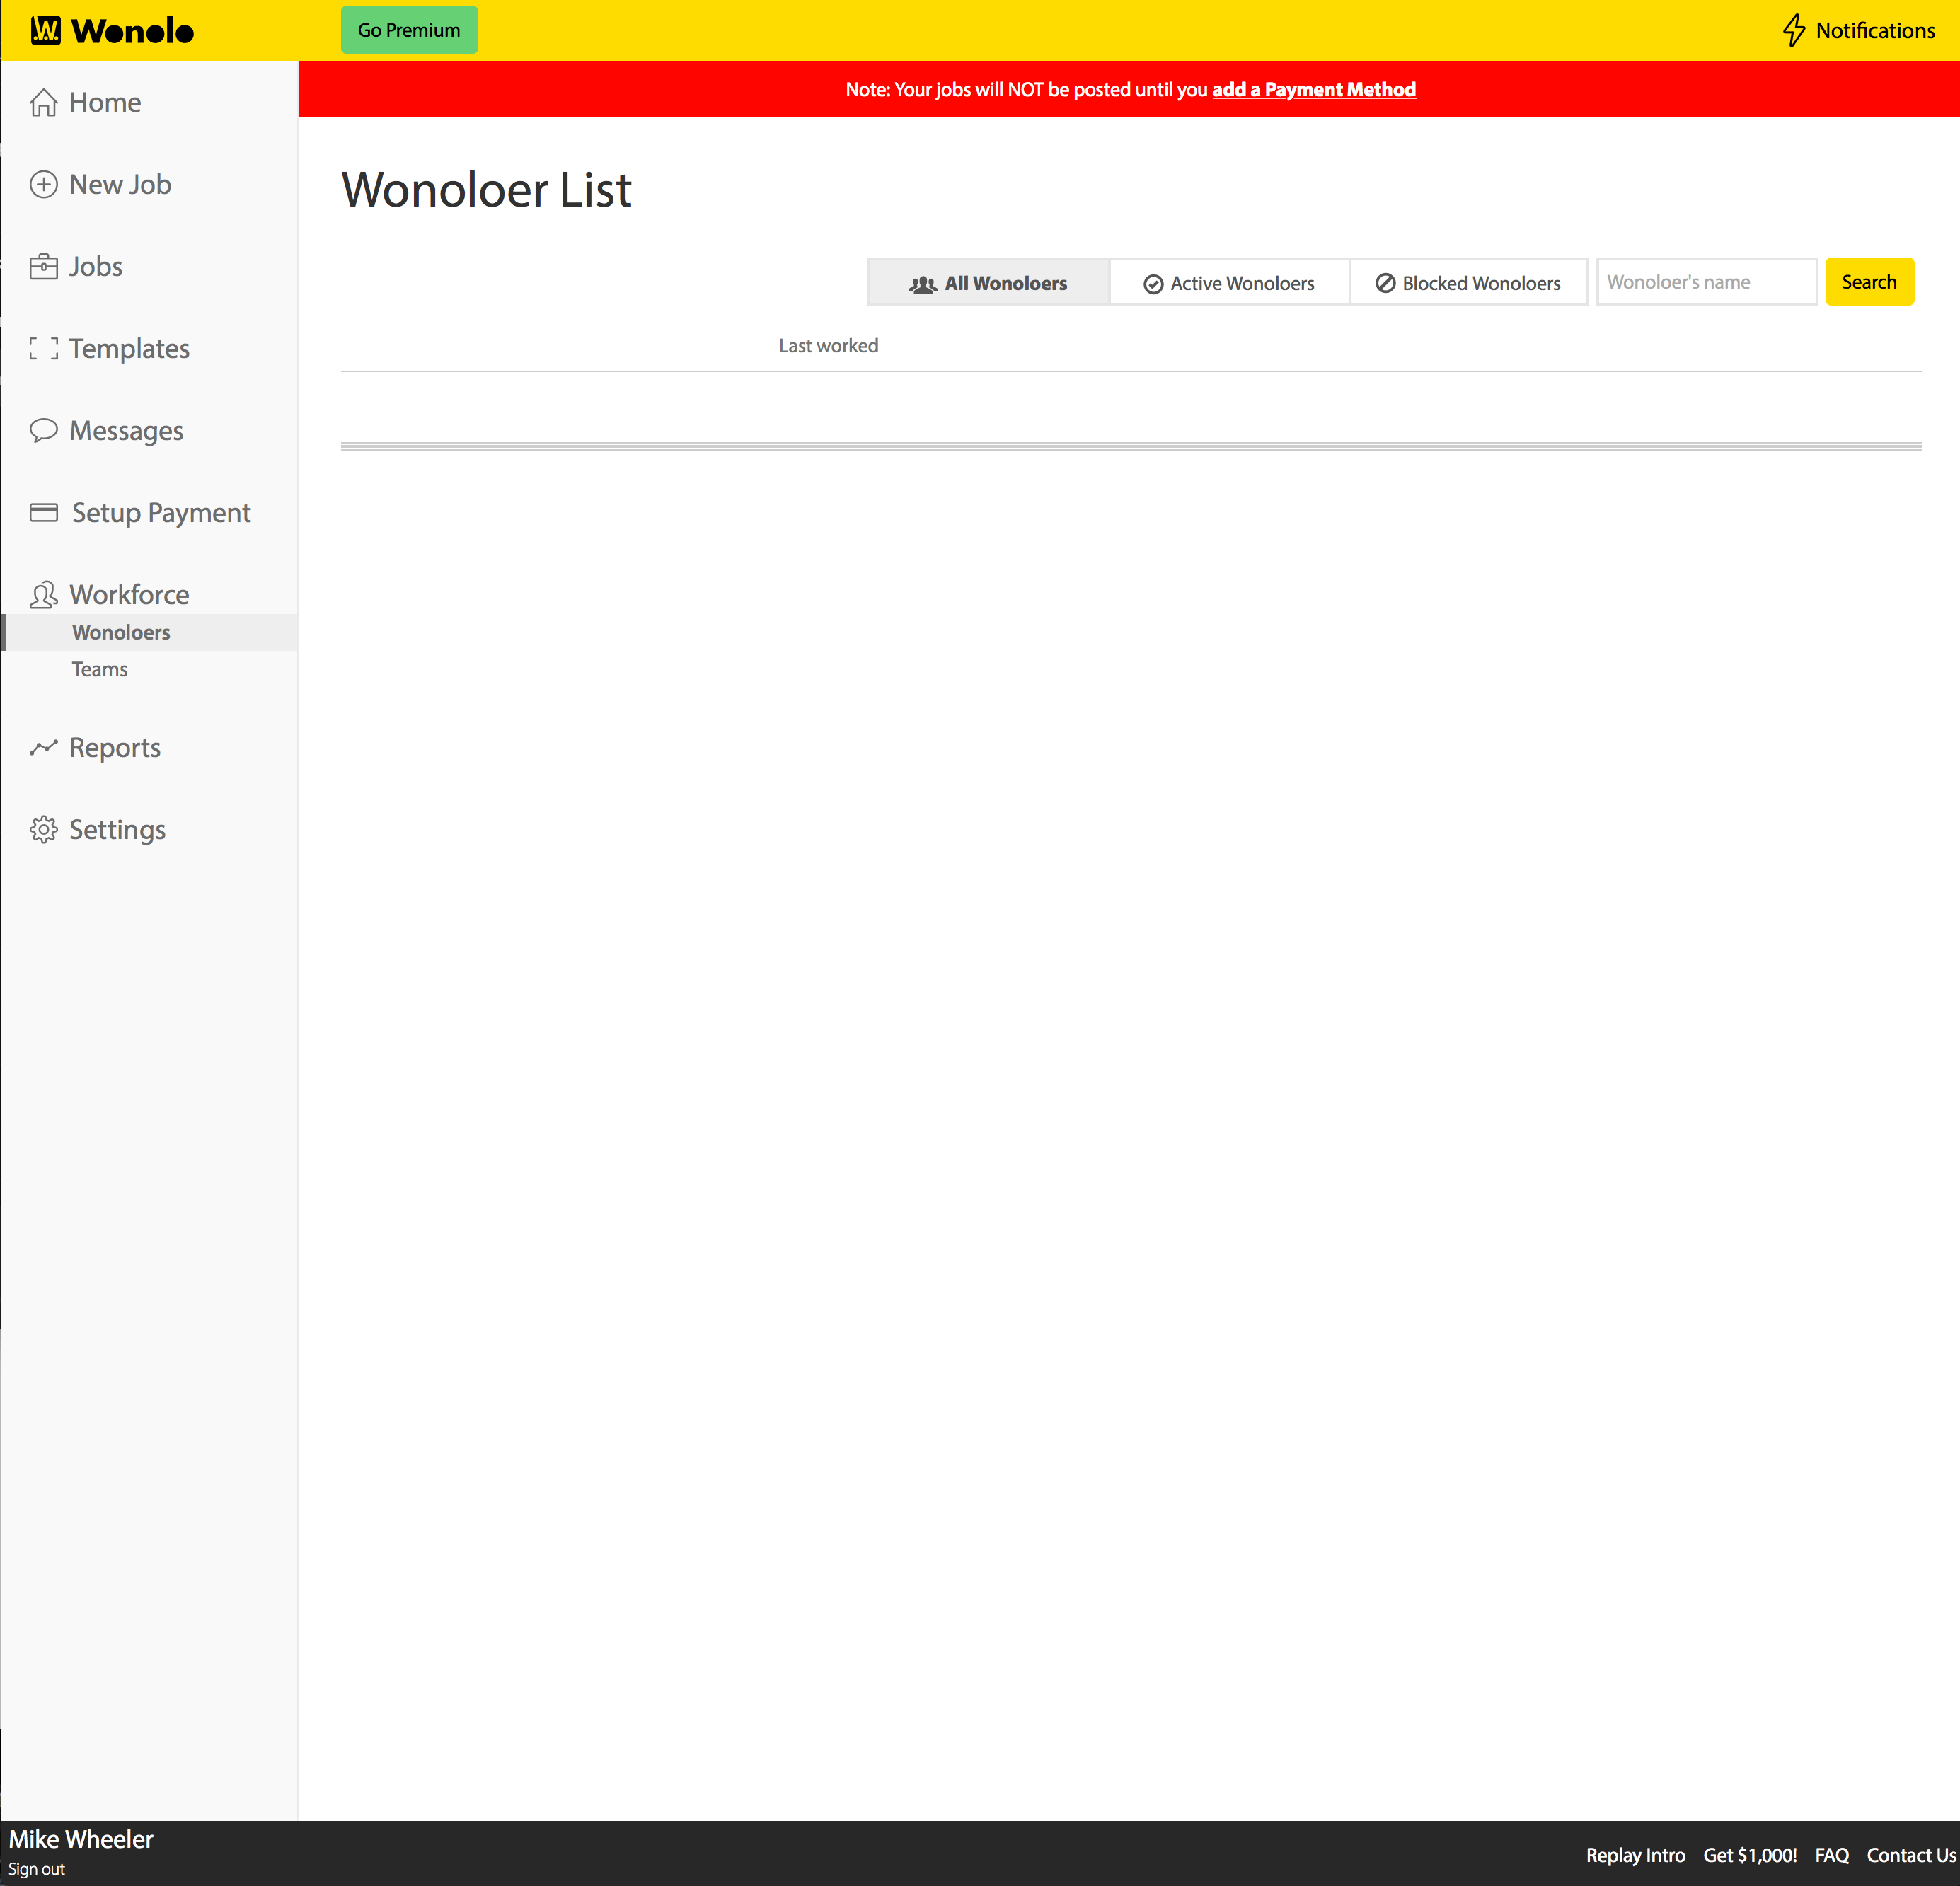 W Wonolo
Go Premium
Notifications
Note: Your jobs will NOT be posted until you add a Payment Method
Home
New Job
Jobs
Templates
Messages
Setup Payment
Workforce
Wonoloers
Teams
Reports
Settings
Wonoloer List
All Wonoloers
Active Wonoloers
Blocked Wonoloers
Wonoloer's name
Search
Last worked
Mike Wheeler
Sign out
Replay Intro
Get $1,000!
FAQ
Contact Us